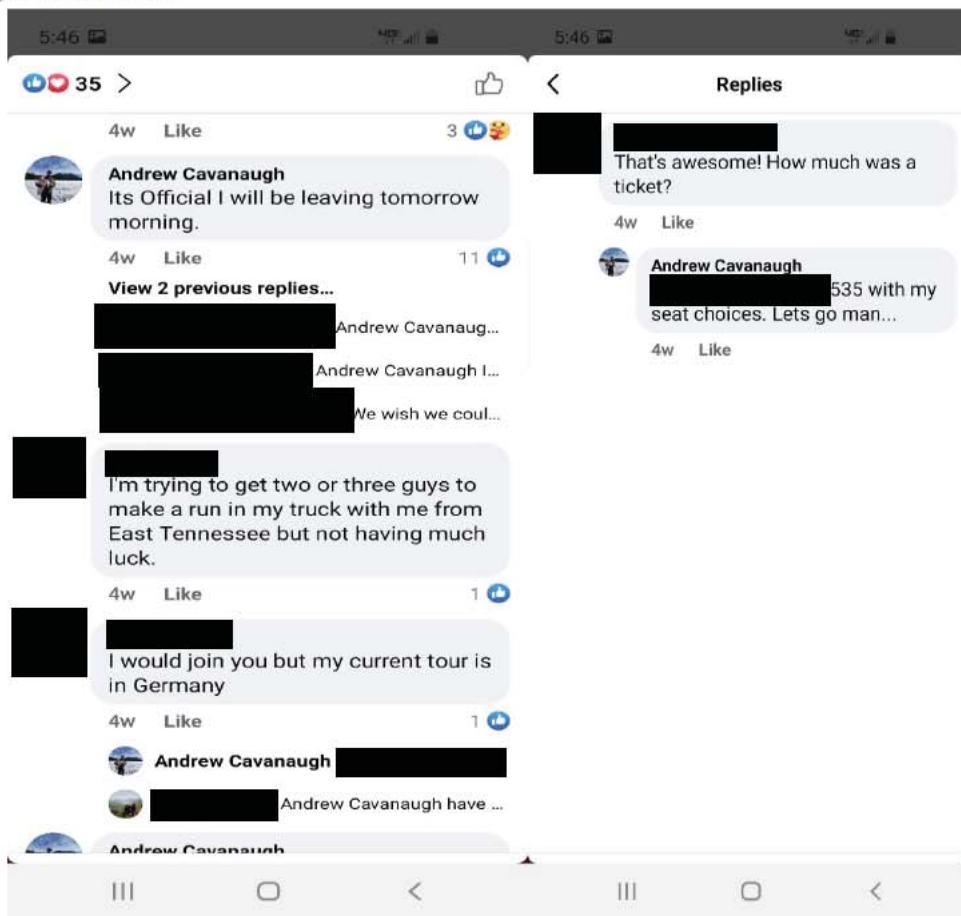 5:46
35 >
4w Like 3
Andrew Cavanaugh
Its Official I will be leaving tomorrow
morning.
4w Like 11
View 2 previous replies...
Andrew Cavanaug...
Andrew Cavanaugh I...
We wish we coul...
I'm trying to get two or three guys to
make a run in my truck with me from
East Tennessee but not having much
luck.
4w Like 1
I would join you but my current tour is
in Germany
4w Like 1
Andrew Cavanaugh
Andrew Cavanaugh have ...
Andrew Cavanaugh
5:46
Replies
That's awesome! How much was a
ticket?
4w Like
Andrew Cavanaugh
535 with my
seat choices. Lets go man...
4w Like